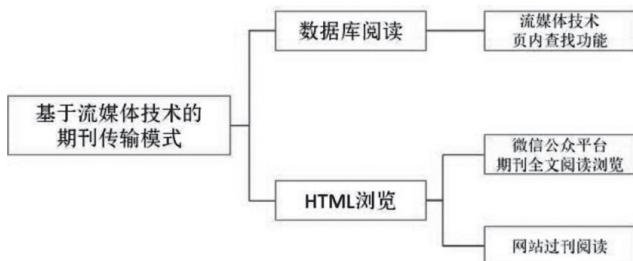 基于流媒体技术的
期刊传输模式
数据库阅读
流媒体技术
页内查找功能
HTML浏览
微信公众平台
期刊全文阅读浏览
网站过刊阅读